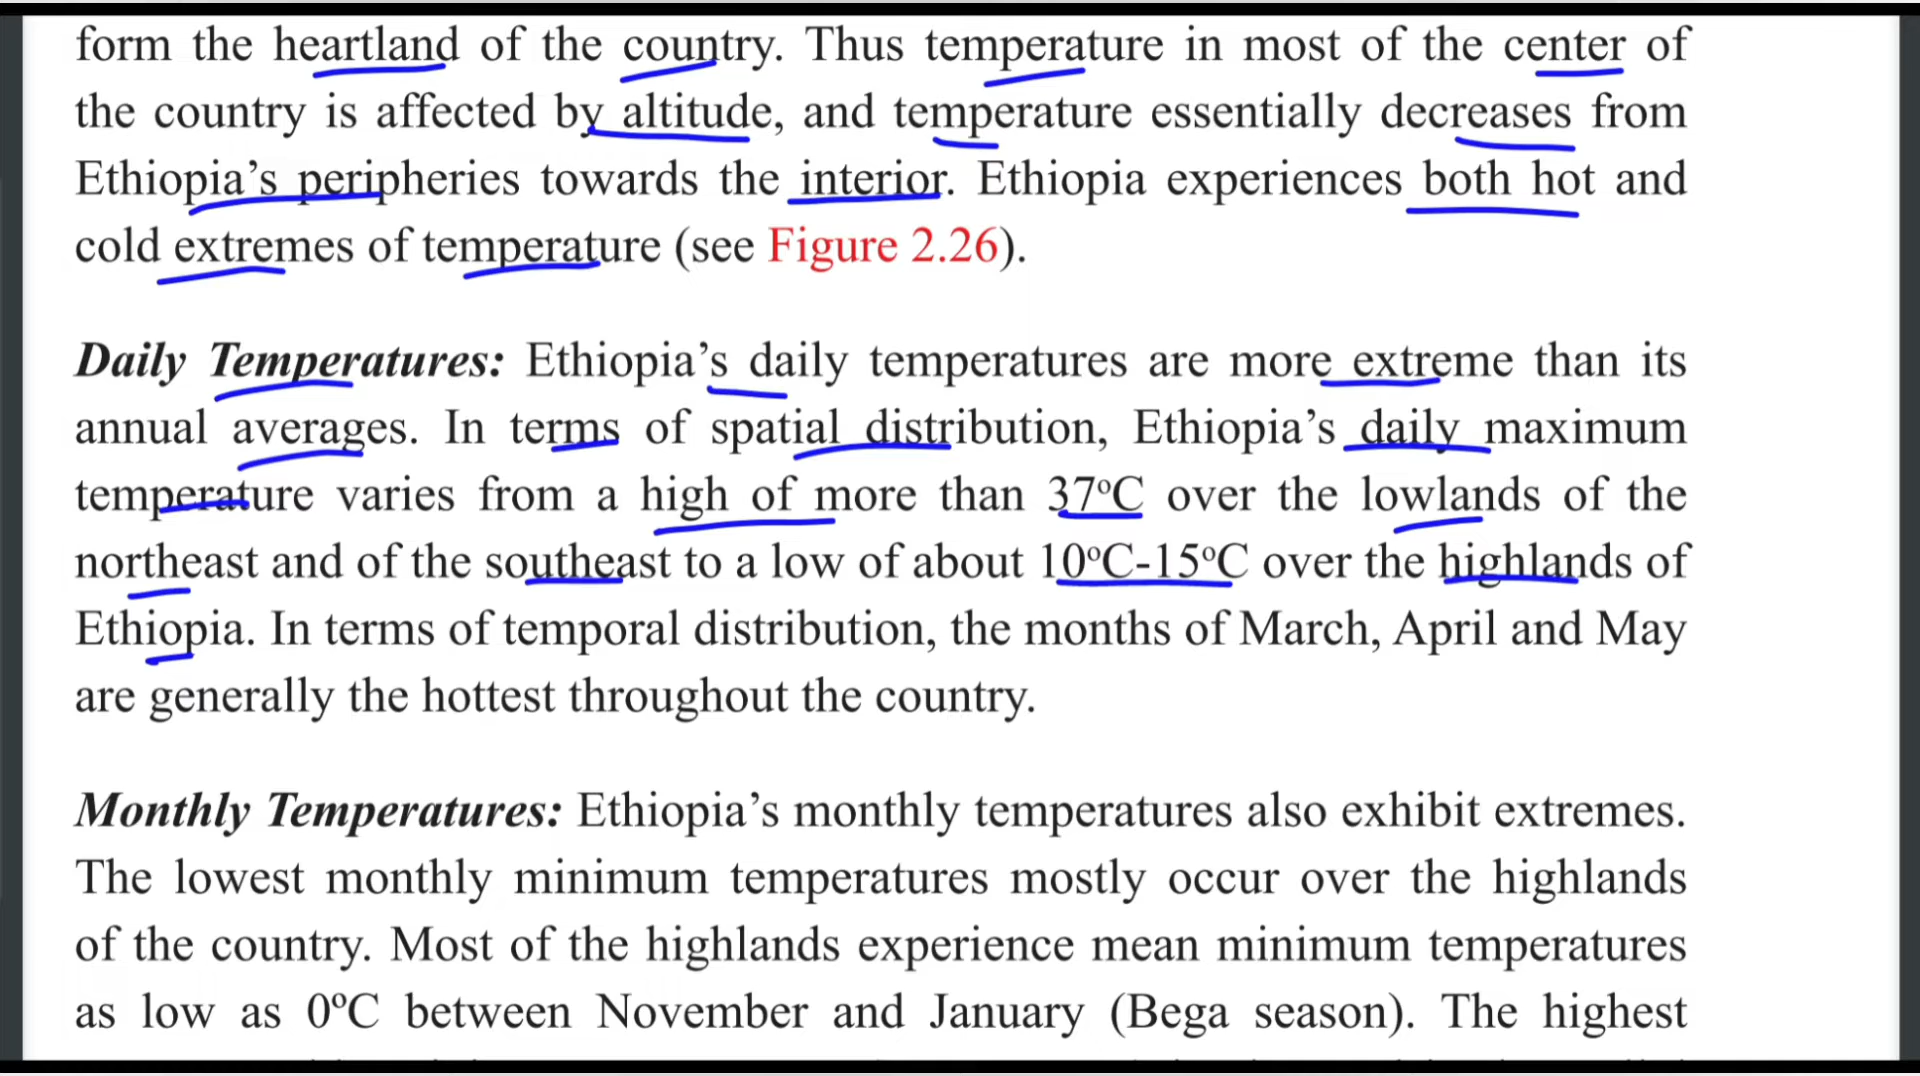 form the heartland of the country. Thus temperature in most of the center of
the country is affected by altitude, and temperature essentially decreases from
Ethiopia’s peripheries towards the interior. Ethiopia experiences both hot and
cold extremes of temperature (see Figure 2.26).
Daily Temperatures: Ethiopia’s daily temperatures are more extreme than its
annual averages. In terms of spatial distribution, Ethiopia’s daily maximum
temperature varies from a high of more than 37ºC over the lowlands of the
northeast and of the southeast to a low of about 10ºC-15ºC over the highlands of
Ethiopia. In terms of temporal distribution, the months of March, April and May
are generally the hottest throughout the country.
Monthly Temperatures: Ethiopia’s monthly temperatures also exhibit extremes.
The lowest monthly minimum temperatures mostly occur over the highlands
of the country. Most of the highlands experience mean minimum temperatures
as low as 0ºC between November and January (Bega season). The highest